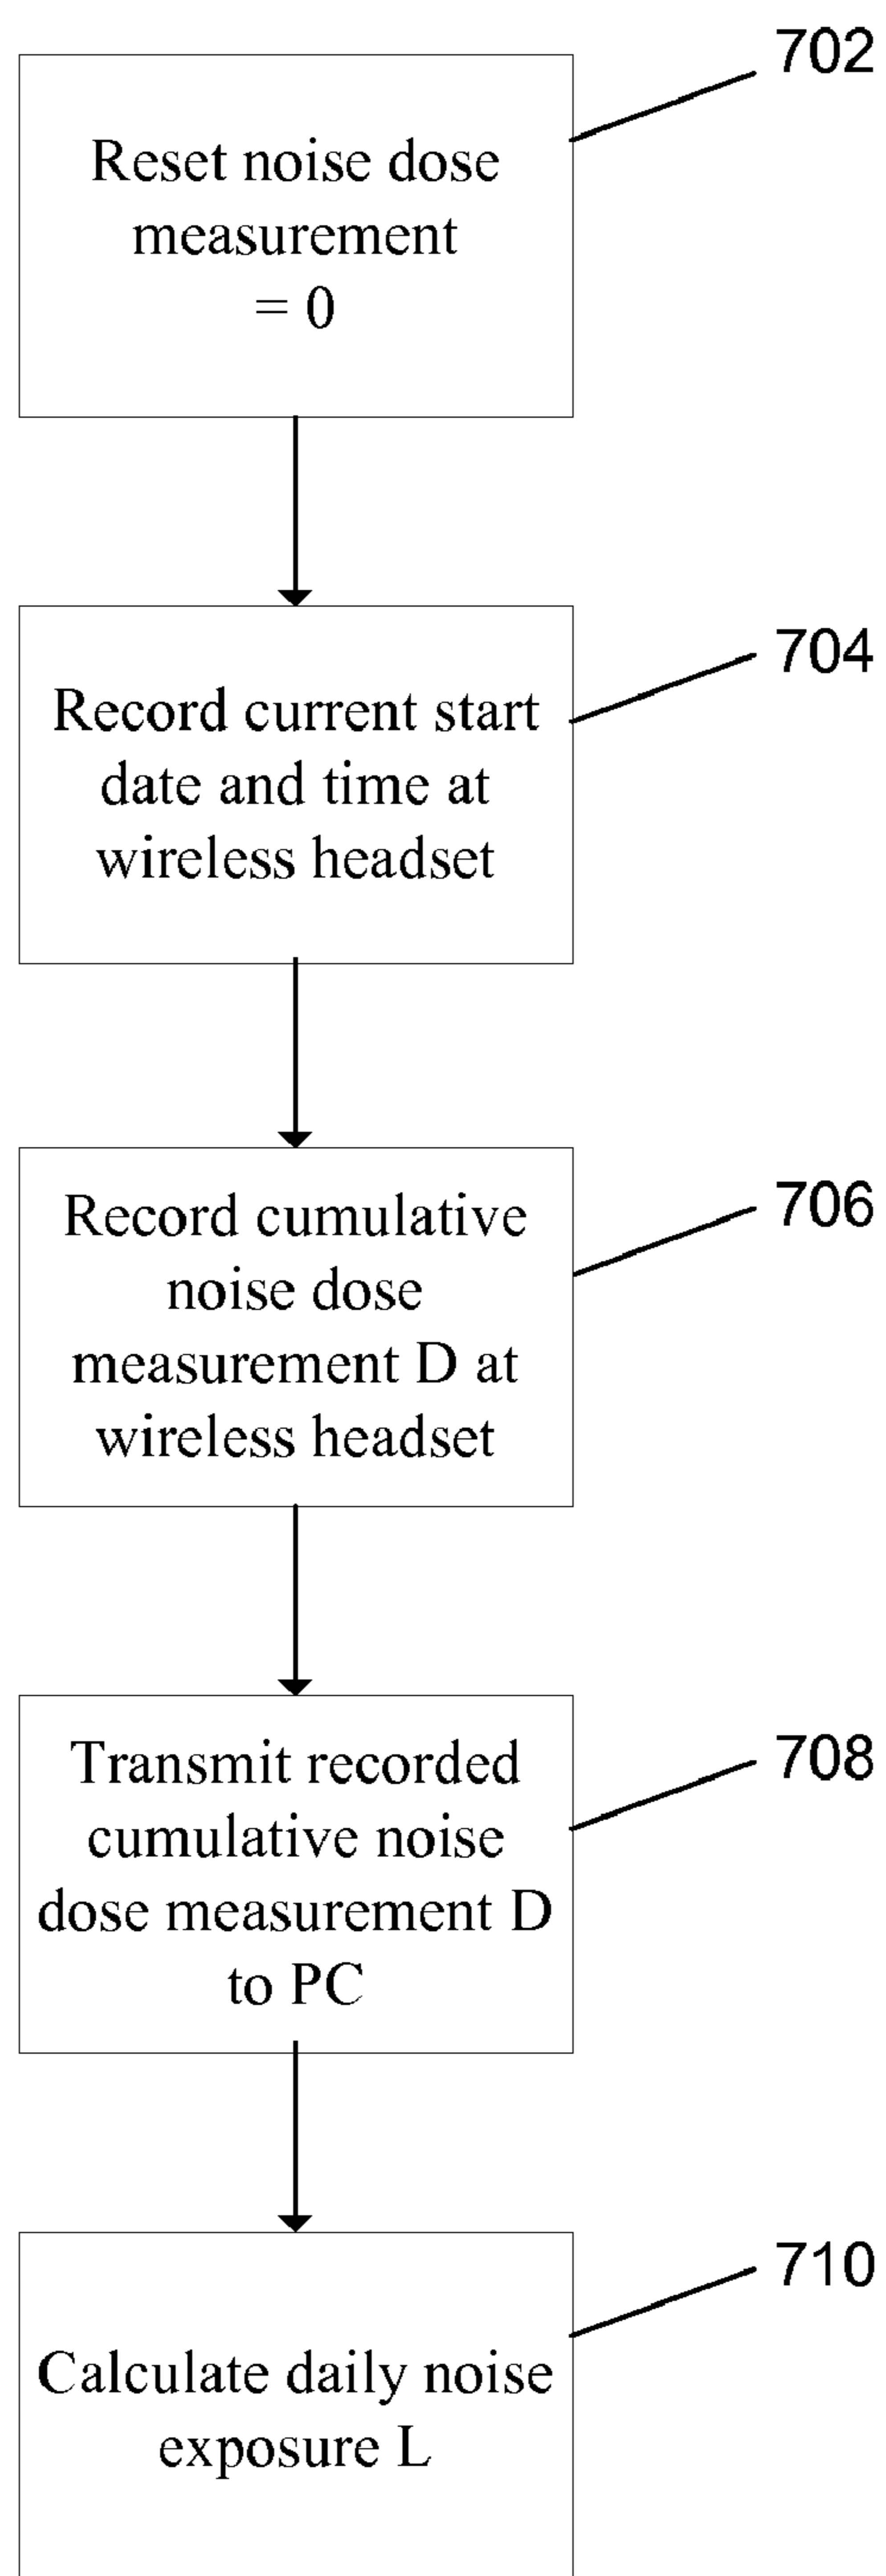 702
Reset noise dose
measurement
= 0
704
Record current start
date and time at
wireless headset
706
Record cumulative
noise dose
measurement D at
wireless headset
708
Transmit recorded
cumulative noise
dose measurement D
to PC
710
Calculate daily noise
exposure L